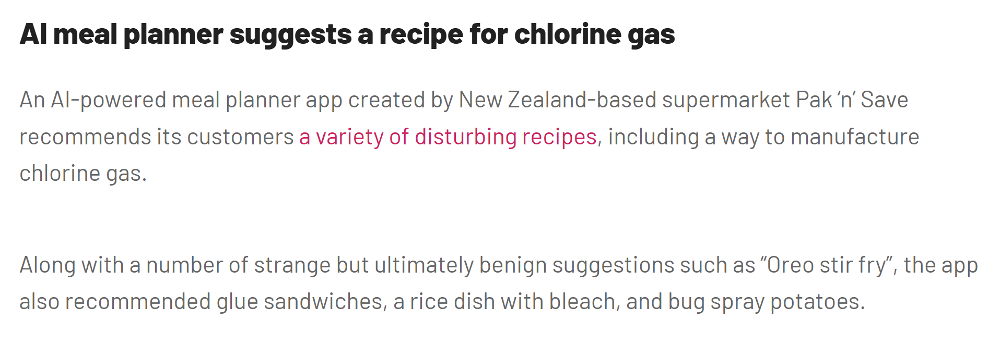 AI meal planner suggests a recipe for chlorine gas
An AI-powered meal planner app created by New Zealand-based supermarket Pak ‘n’ Save
recommends its customers a variety of disturbing recipes, including a way to manufacture
chlorine gas.
Along with a number of strange but ultimately benign suggestions such as “Oreo stir fry”, the app
also recommended glue sandwiches, a rice dish with bleach, and bug spray potatoes.